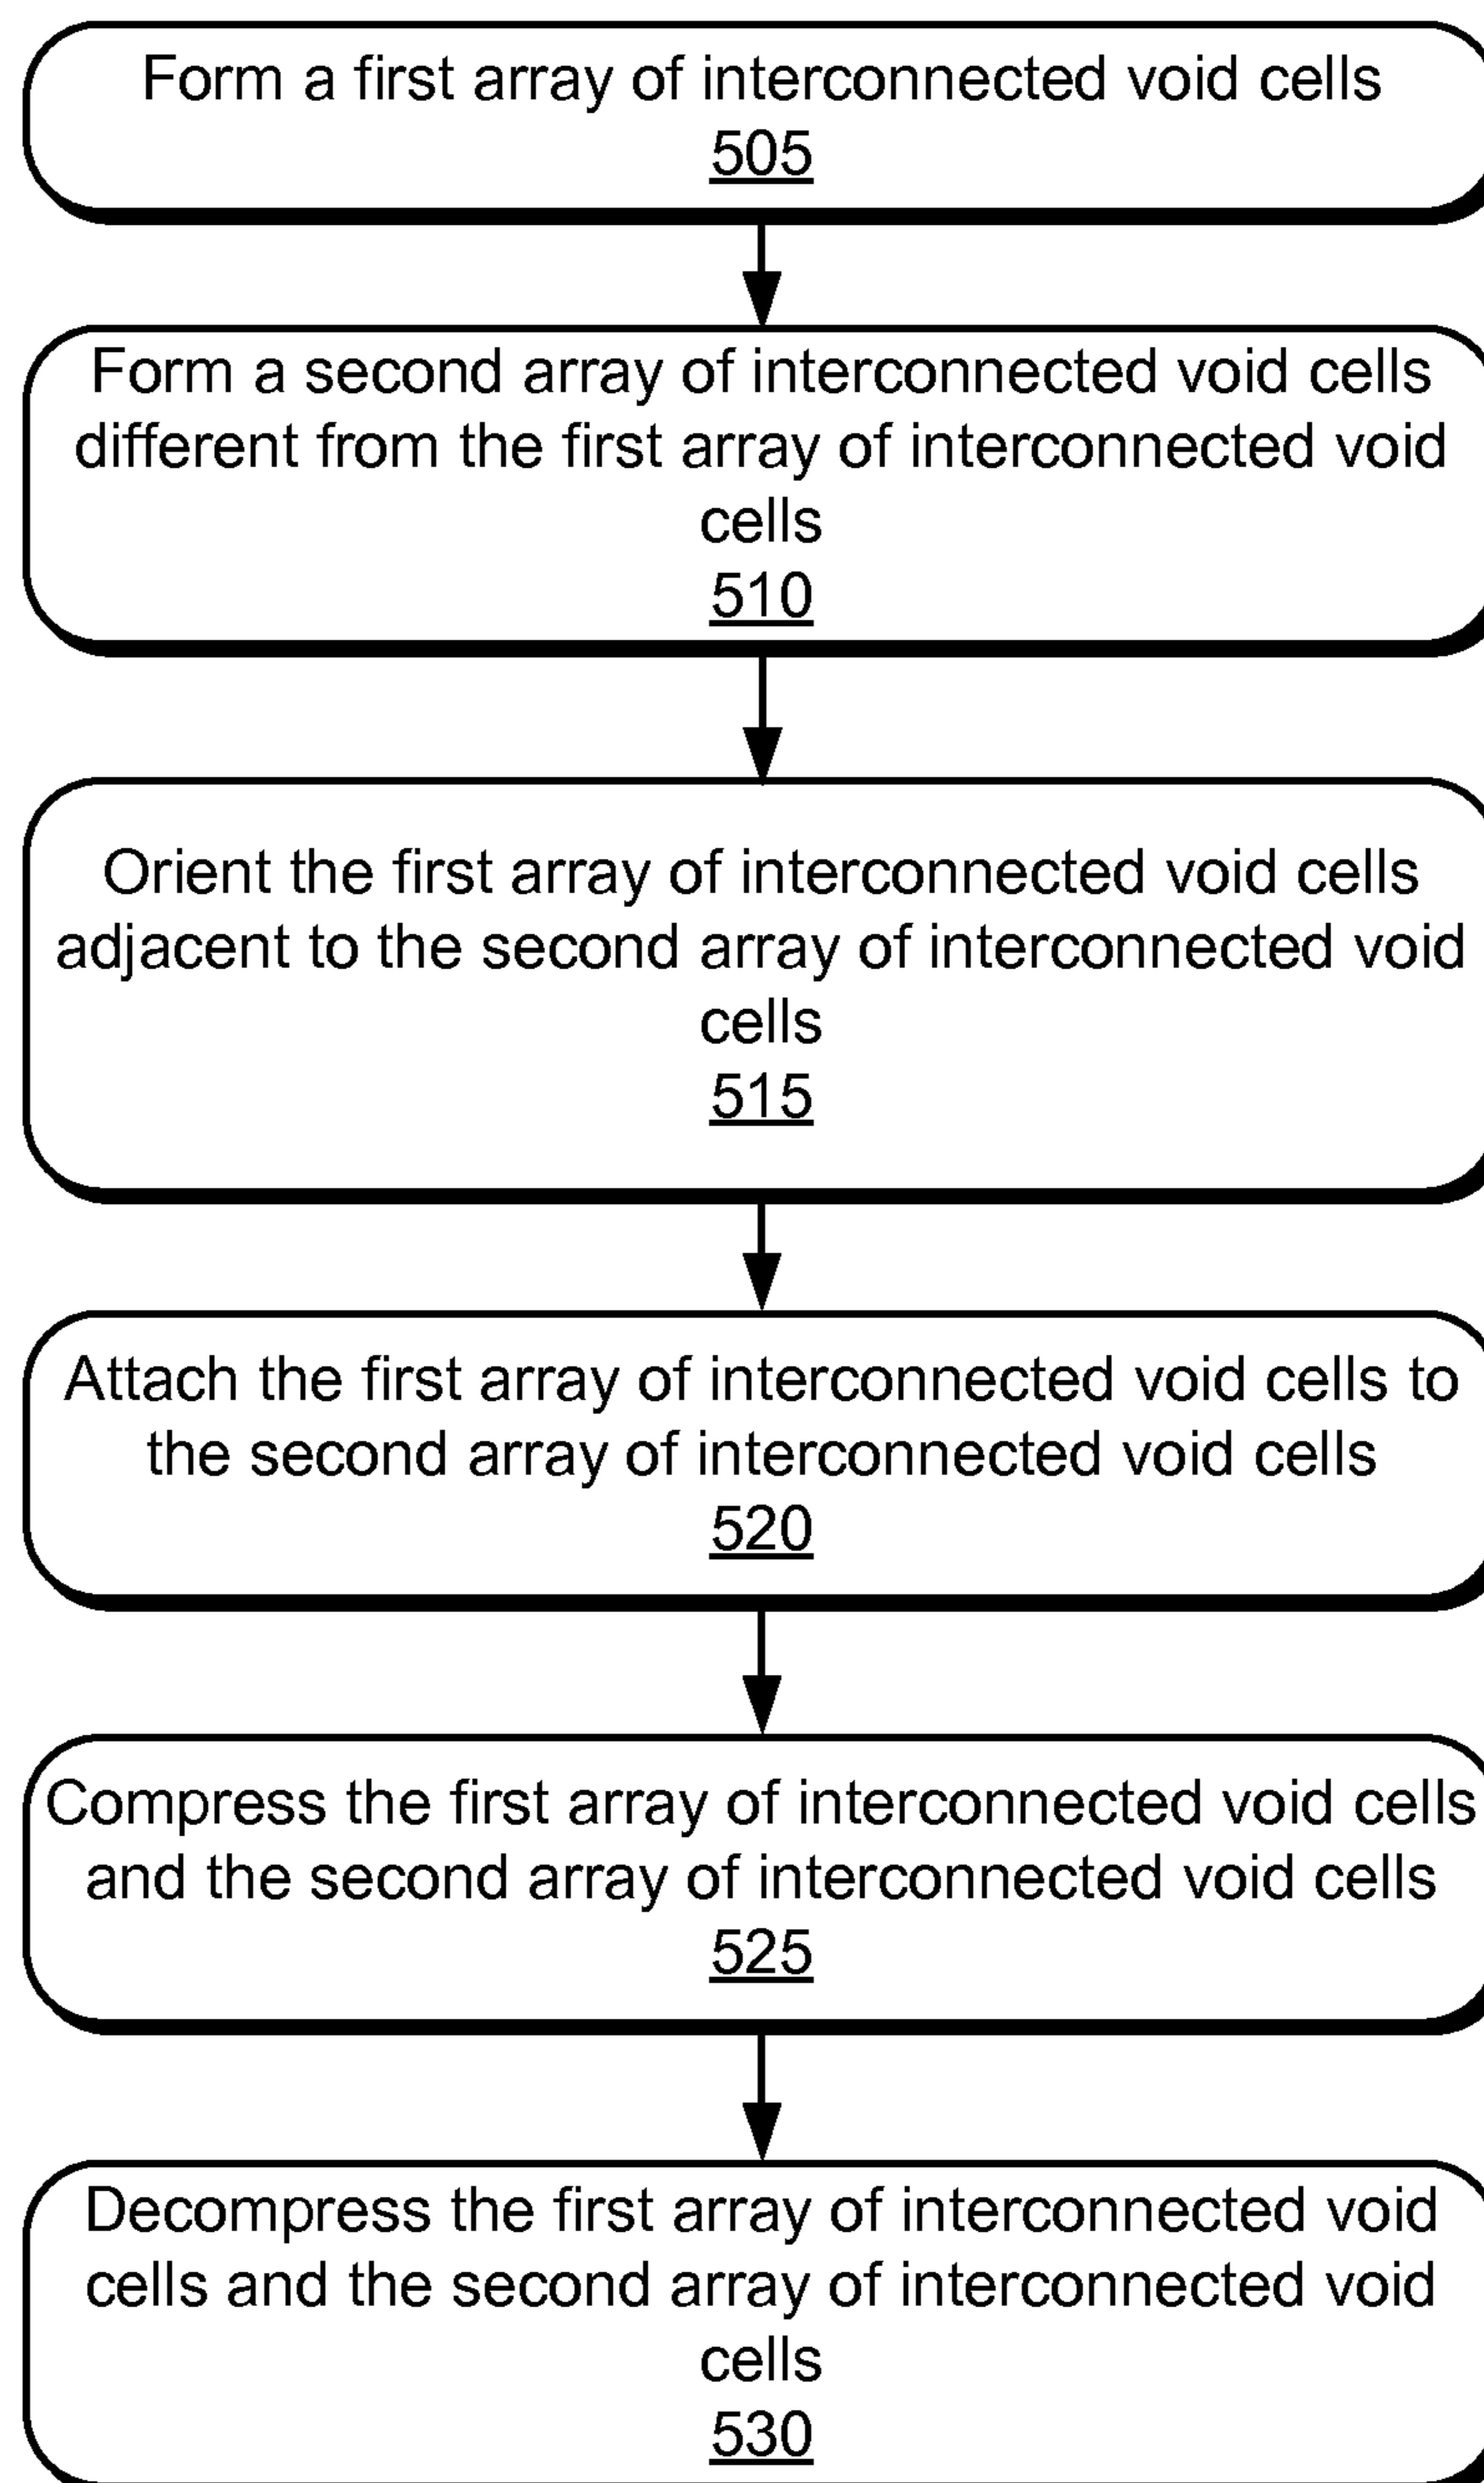 Form a first array of interconnected void cells
505
Form a second array of interconnected void cells
different from the first array of interconnected void
cells
510
Orient the first array of interconnected void cells
adjacent to the second array of interconnected void
cells
515
Attach the first array of interconnected void cells to
the second array of interconnected void cells
520
Compress the first array of interconnected void cells
and the second array of interconnected void cells
525
Decompress the first array of interconnected void
cells and the second array of interconnected void
cells
530